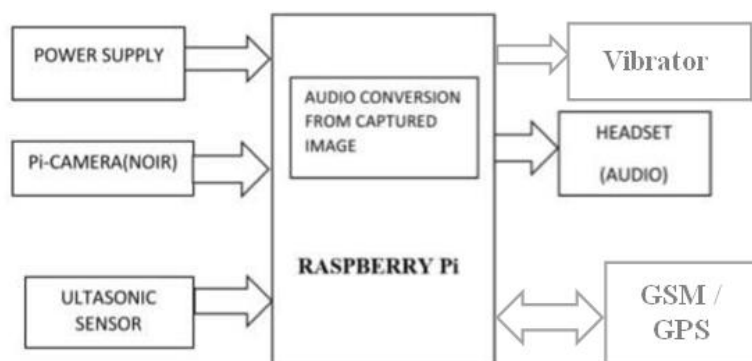 POWER SUPPLY
Pi-CAMERA(NOIR)
ULTASONIC
SENSOR
AUDIO CONVERSION
FROM CAPTURED
IMAGE
RASPBERRY Pi
Vibrator
HEADSET
(AUDIO)
GSM /
GPS